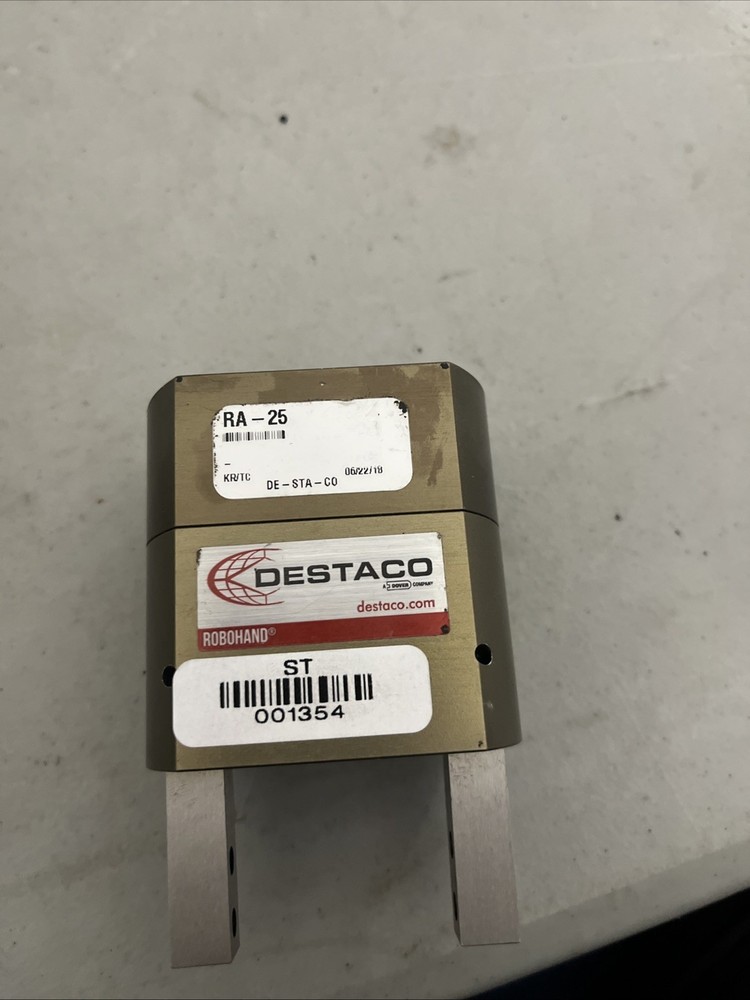 RA-25
-
KR/TC 06/22/18
DE-STA-CO
DESTACO
A DOVER COMPANY
destaco.com
ROBOHAND®
ST
001354